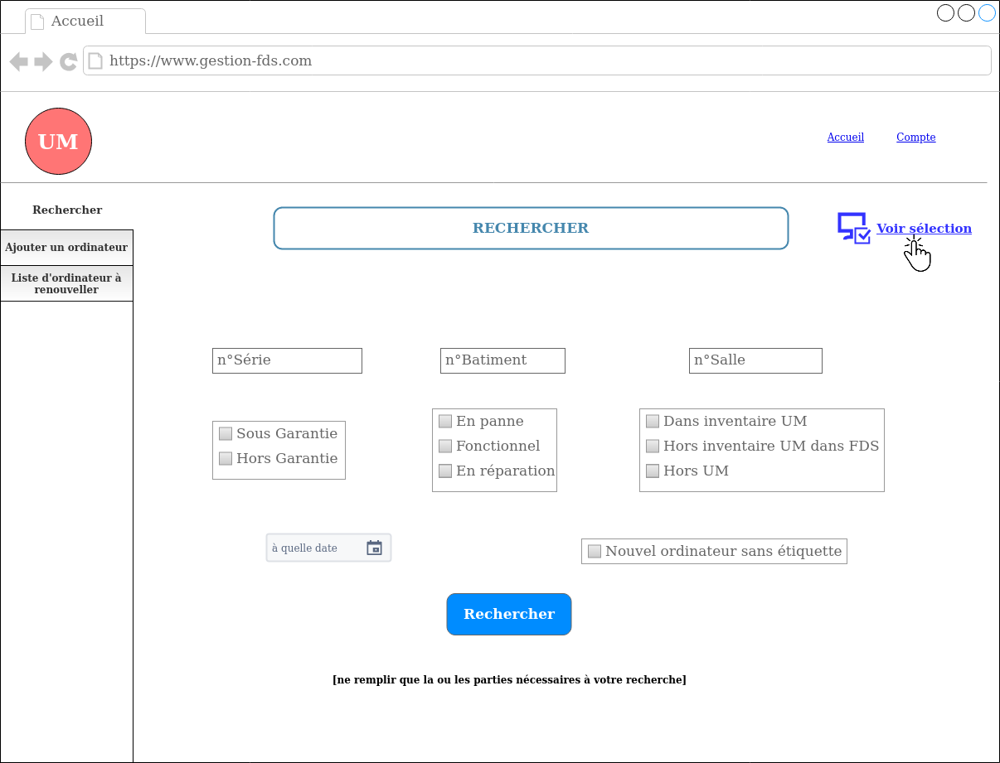 Accueil
https://www.gestion-fds.com
UM
Accueil
Compte
Rechercher
Ajouter un ordinateur
Liste d'ordinateur à
renouveller
RECHERCHER
Voir sélection
n°Série
n°Batiment
n°Salle
Sous Garantie
Hors Garantie
En panne
Fonctionnel
En réparation
Dans inventaire UM
Hors inventaire UM dans FDS
Hors UM
à quelle date
Nouvel ordinateur sans étiquette
Rechercher
[ne remplir que la ou les parties nécessaires à votre recherche]